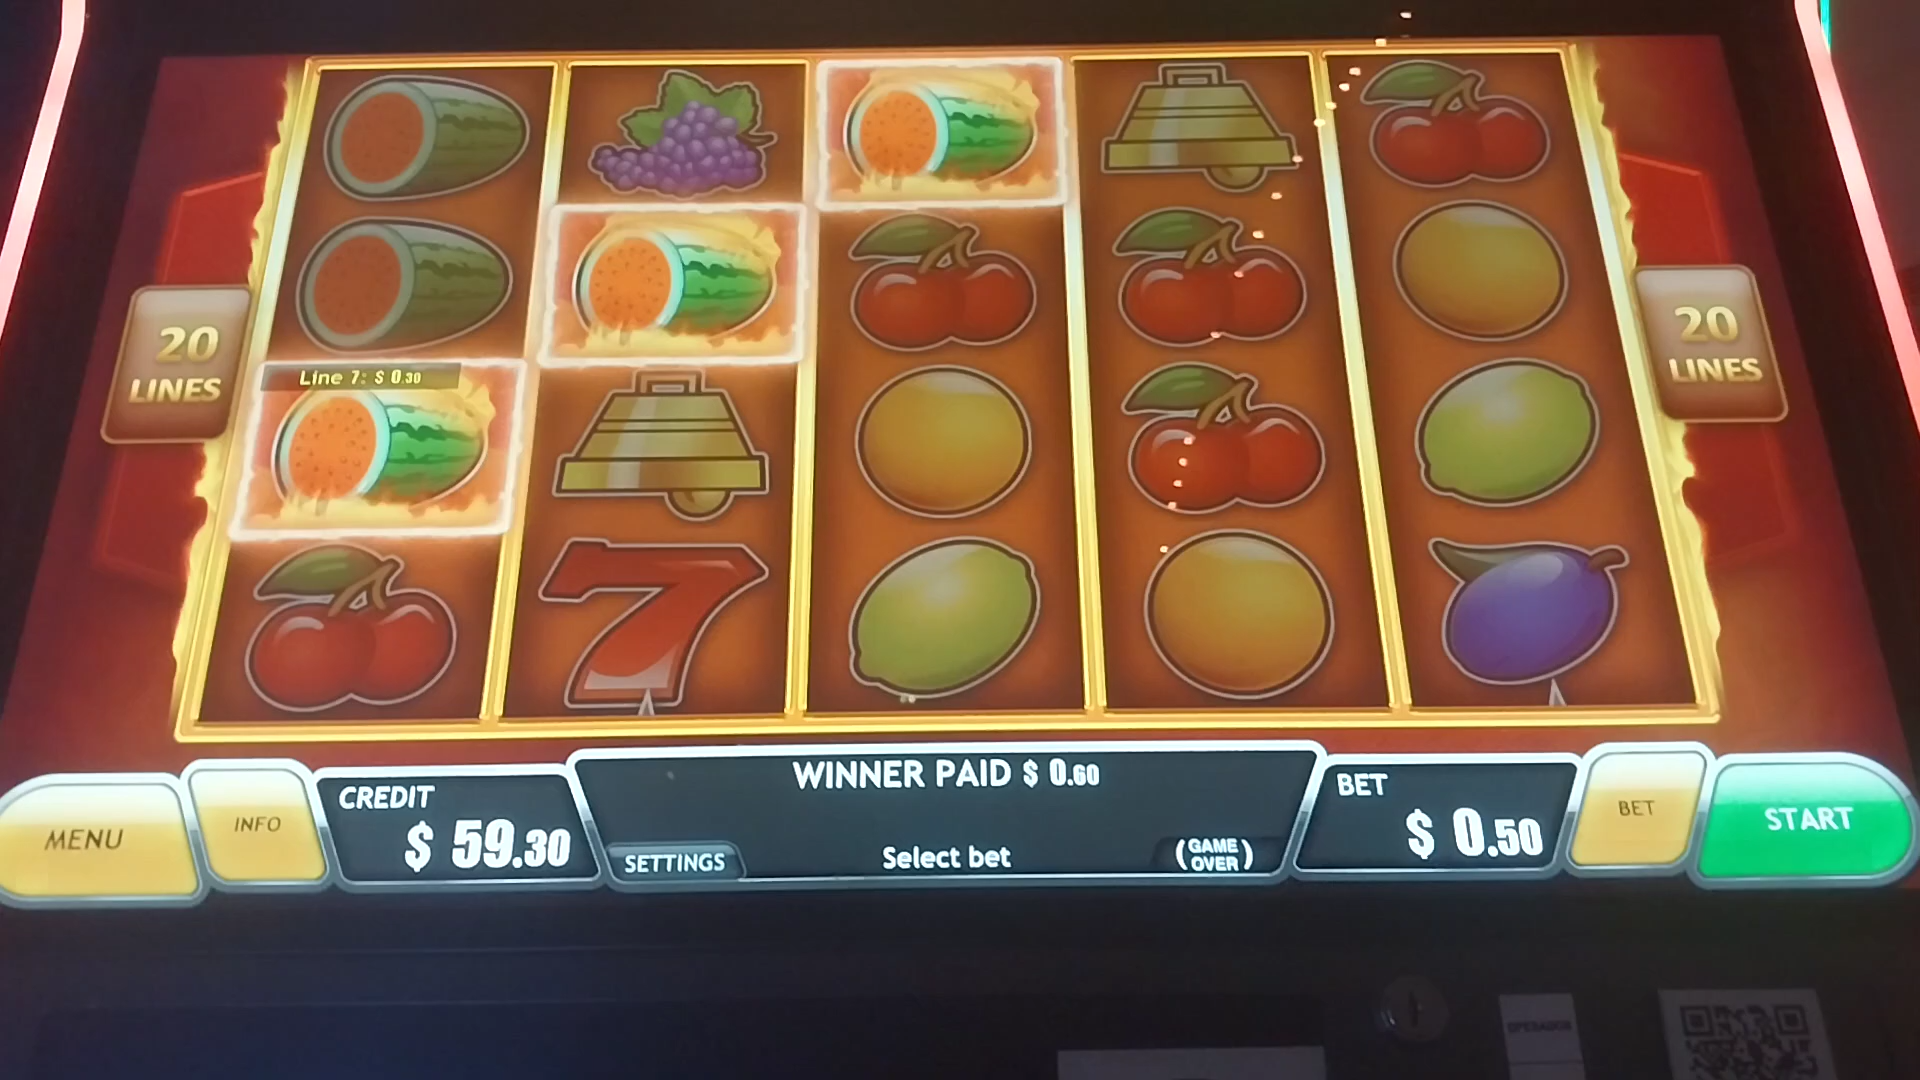 20
LINES
20
LINES
Line 7: $ 0.30
WINNER PAID $ 0.60
MENU
INFO
CREDIT
$ 59.30
SETTINGS
Select bet
(GAME OVER)
BET
$ 0.50
BET
START
OPERADOR